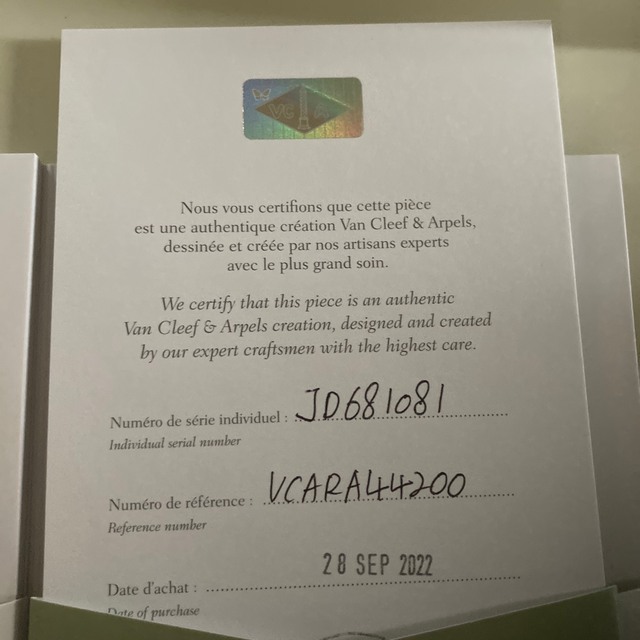 VC
Nous vous certifions que cette pièce
est une authentique création Van Cleef & Arpels,
dessinée et créée par nos artisans experts
avec le plus grand soin.
We certify that this piece is an authentic
Van Cleef & Arpels creation, designed and created
by our expert craftsmen with the highest care.
Numéro de série individuel : JD681081
Individual serial number
Numéro de référence : VCARA44200
Reference number
28 SEP 2022
Date d'achat :
Date of purchase